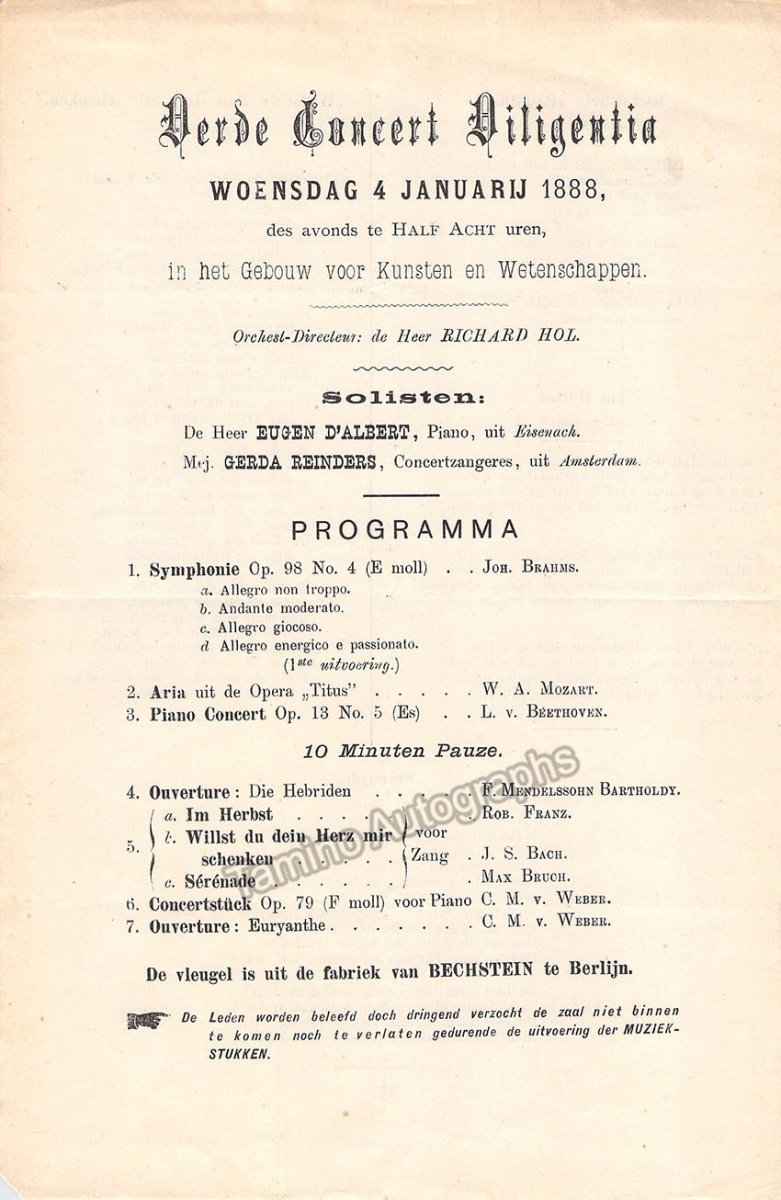 Derde Concert Diligentia
WOENSDAG 4 JANUARIJ 1888,
des avonds te HALF ACHT uren,
in het Gebouw voor Kunsten en Wetenschappen.
Orchest-Directeur: de Heer RICHARD HOL.
Solisten:
De Heer EUGEN D'ALBERT, Piano, uit Eisenach.
Mej. GERDA REINDERS, Concertzangeres, uit Amsterdam.
PROGRAMMA
1. Symphonie Op. 98 No. 4 (E moll) . . JOH. BRAHMS.
a. Allegro non troppo.
b. Andante moderato.
c. Allegro giocoso.
d Allegro energico e passionato.
(1ste uitvoering.)
2. Aria uit de Opera „Titus” . . . . . W. A. MOZART.
3. Piano Concert Op. 13 No. 5 (Es) . . L. v. BEETHOVEN.
10 Minuten Pauze.
4. Ouverture: Die Hebriden . . . . . F. MENDELSSOHN BARTHOLDY.
5. a. Im Herbst . . . . . ROB. FRANZ.
b. Willst du dein Herz mir voor
schenken . . . . . Zang . J. S. BACH.
c. Sérénade . . . . . . . MAX BRUCH.
6. Concertstück Op. 79 (F moll) voor Piano C. M. v. WEBER.
7. Ouverture: Euryanthe . . . . . . . C. M. v. WEBER.
De vleugel is uit de fabriek van BECHSTEIN te Berlijn.
De Leden worden beleefd doch dringend verzocht de zaal niet binnen
te komen noch te verlaten gedurende de uitvoering der MUZIEK-
STUKKEN.
Tamino Autographs